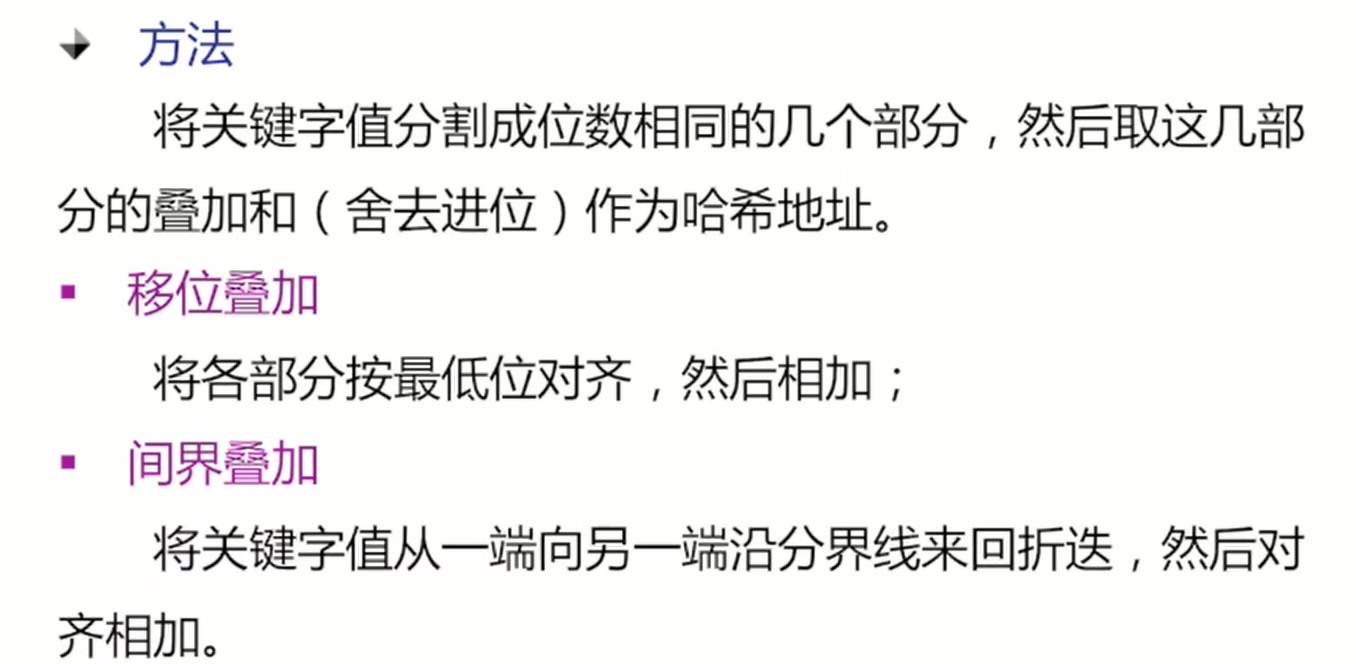 方法
将关键字值分割成位数相同的几个部分，然后取这几部
分的叠加和（舍去进位）作为哈希地址。
移位叠加
将各部分按最低位对齐，然后相加；
间界叠加
将关键字值从一端向另一端沿分界线来回折迭，然后对
齐相加。